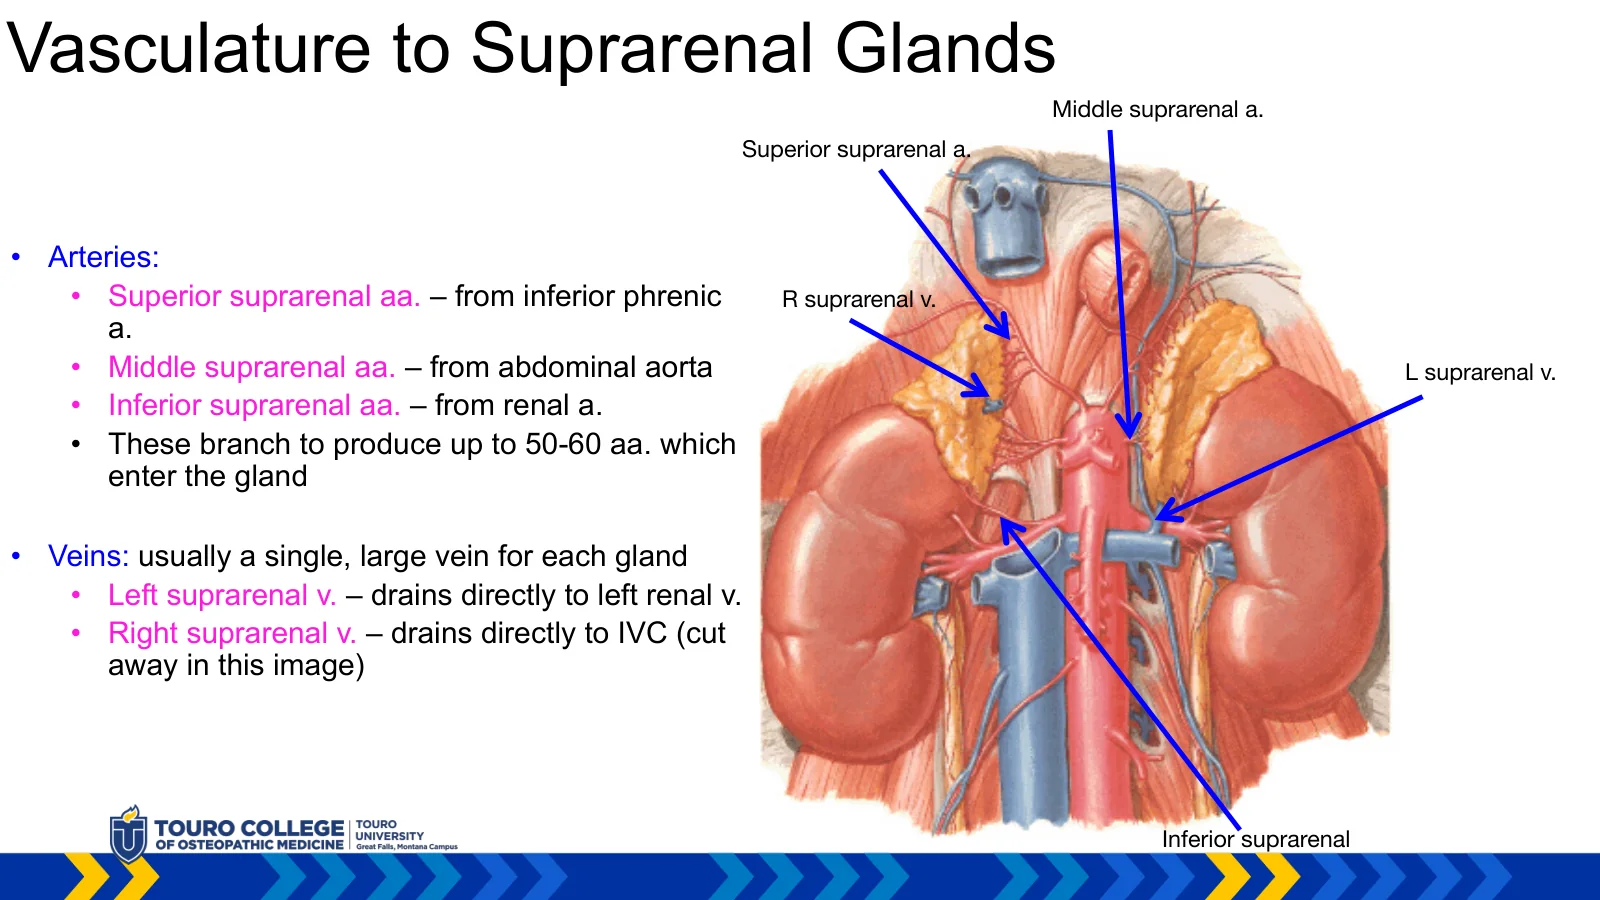 Vasculature to Suprarenal Glands
Middle suprarenal a.
Superior suprarenal a.
R suprarenal v.
L suprarenal v.
Inferior suprarenal
• Arteries:
• Superior suprarenal aa. – from inferior phrenic
a.
• Middle suprarenal aa. – from abdominal aorta
• Inferior suprarenal aa. – from renal a.
• These branch to produce up to 50-60 aa. which
enter the gland
• Veins: usually a single, large vein for each gland
• Left suprarenal v. – drains directly to left renal v.
• Right suprarenal v. – drains directly to IVC (cut
away in this image)
TOURO COLLEGE
OF OSTEOPATHIC MEDICINE
TOURO
UNIVERSITY
Great Falls, Montana Campus